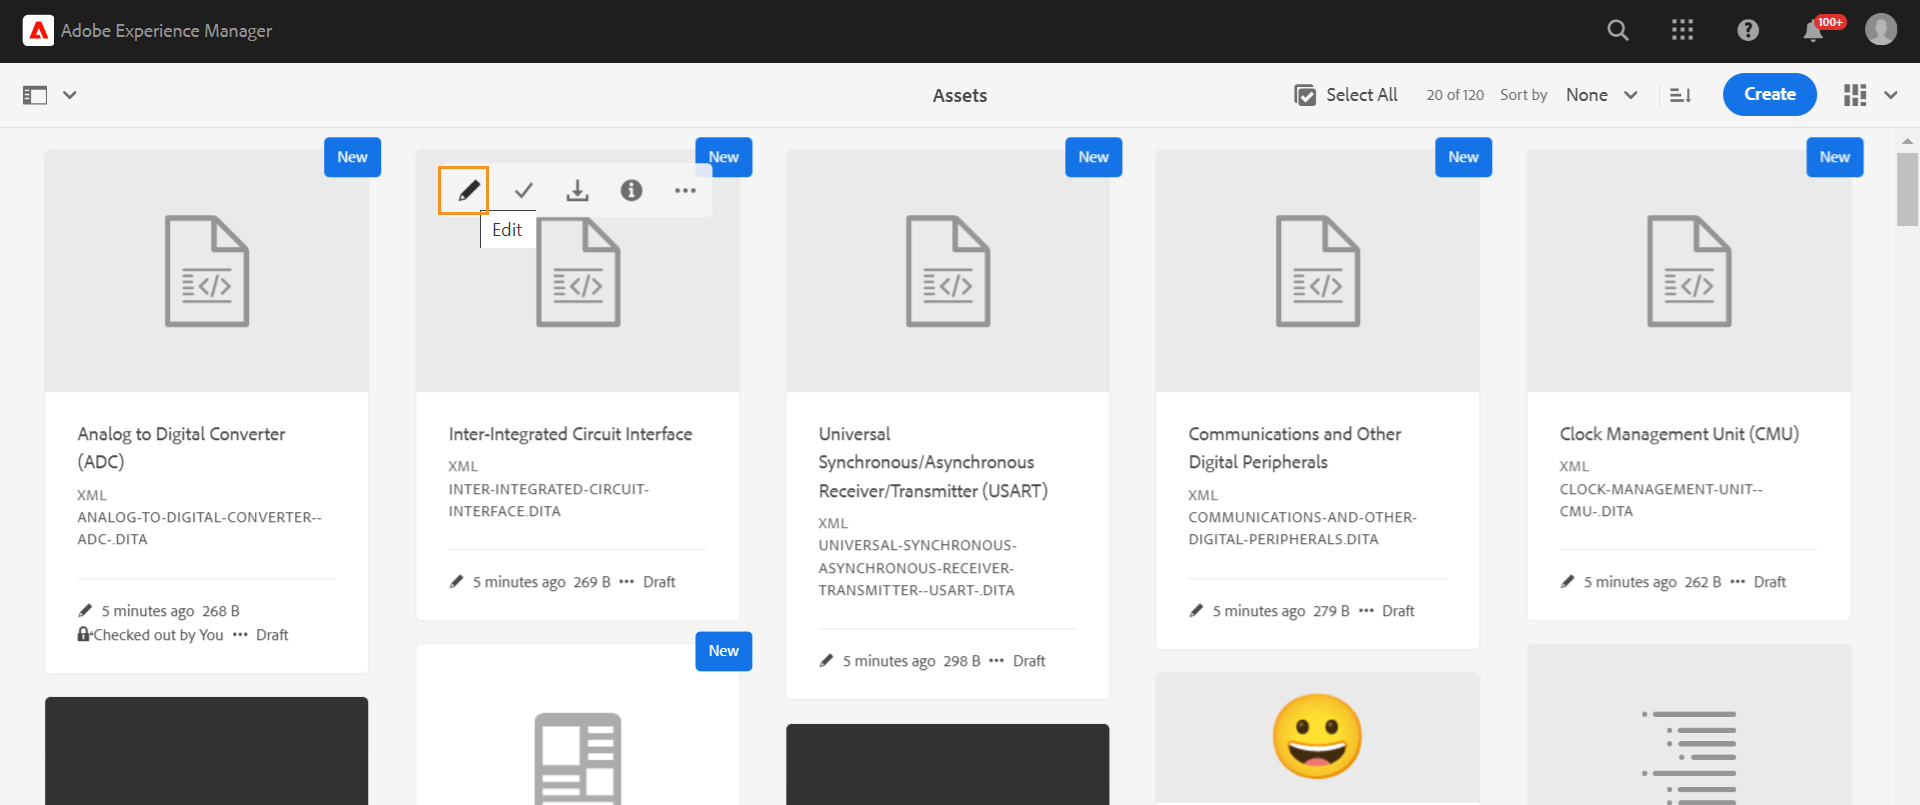 Adobe Experience Manager
100+
Assets
Select All
20 of 120
Sort by
None
Create
New
New
New
New
New
Edit
</>
</>
</>
</>
</>
Analog to Digital Converter
(ADC)
XML
ANALOG-TO-DIGITAL-CONVERTER--
ADC-.DITA
5 minutes ago 268 B
Checked out by You ••• Draft
Inter-Integrated Circuit Interface
XML
INTER-INTEGRATED-CIRCUIT-
INTERFACE.DITA
5 minutes ago 269 B ••• Draft
Universal
Synchronous/Asynchronous
Receiver/Transmitter (USART)
XML
UNIVERSAL-SYNCHRONOUS-
ASYNCHRONOUS-RECEIVER-
TRANSMITTER--USART-.DITA
5 minutes ago 298 B ••• Draft
Communications and Other
Digital Peripherals
XML
COMMUNICATIONS-AND-OTHER-
DIGITAL-PERIPHERALS.DITA
5 minutes ago 279 B ••• Draft
Clock Management Unit (CMU)
XML
CLOCK-MANAGEMENT-UNIT--
CMU-.DITA
5 minutes ago 262 B ••• Draft
New